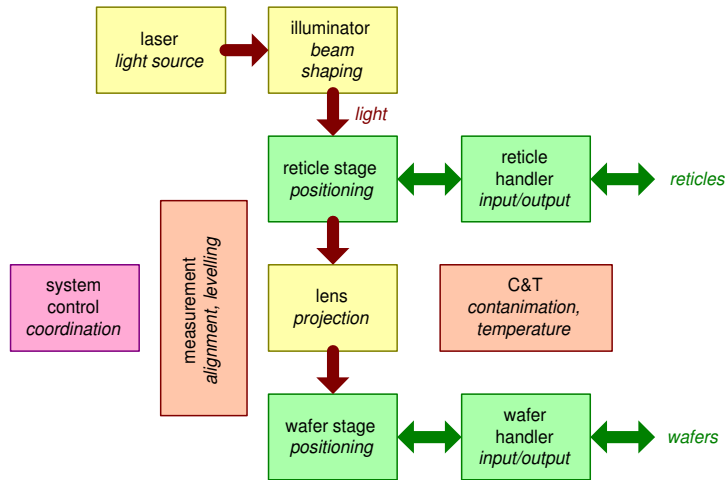 laser
light source
illuminator
beam
shaping
light
reticle stage
positioning
reticle
handler
input/output
reticles
system
control
coordination
measurement
alignment, levelling
lens
projection
C&T
contanimation,
temperature
wafer stage
positioning
wafer
handler
input/output
wafers